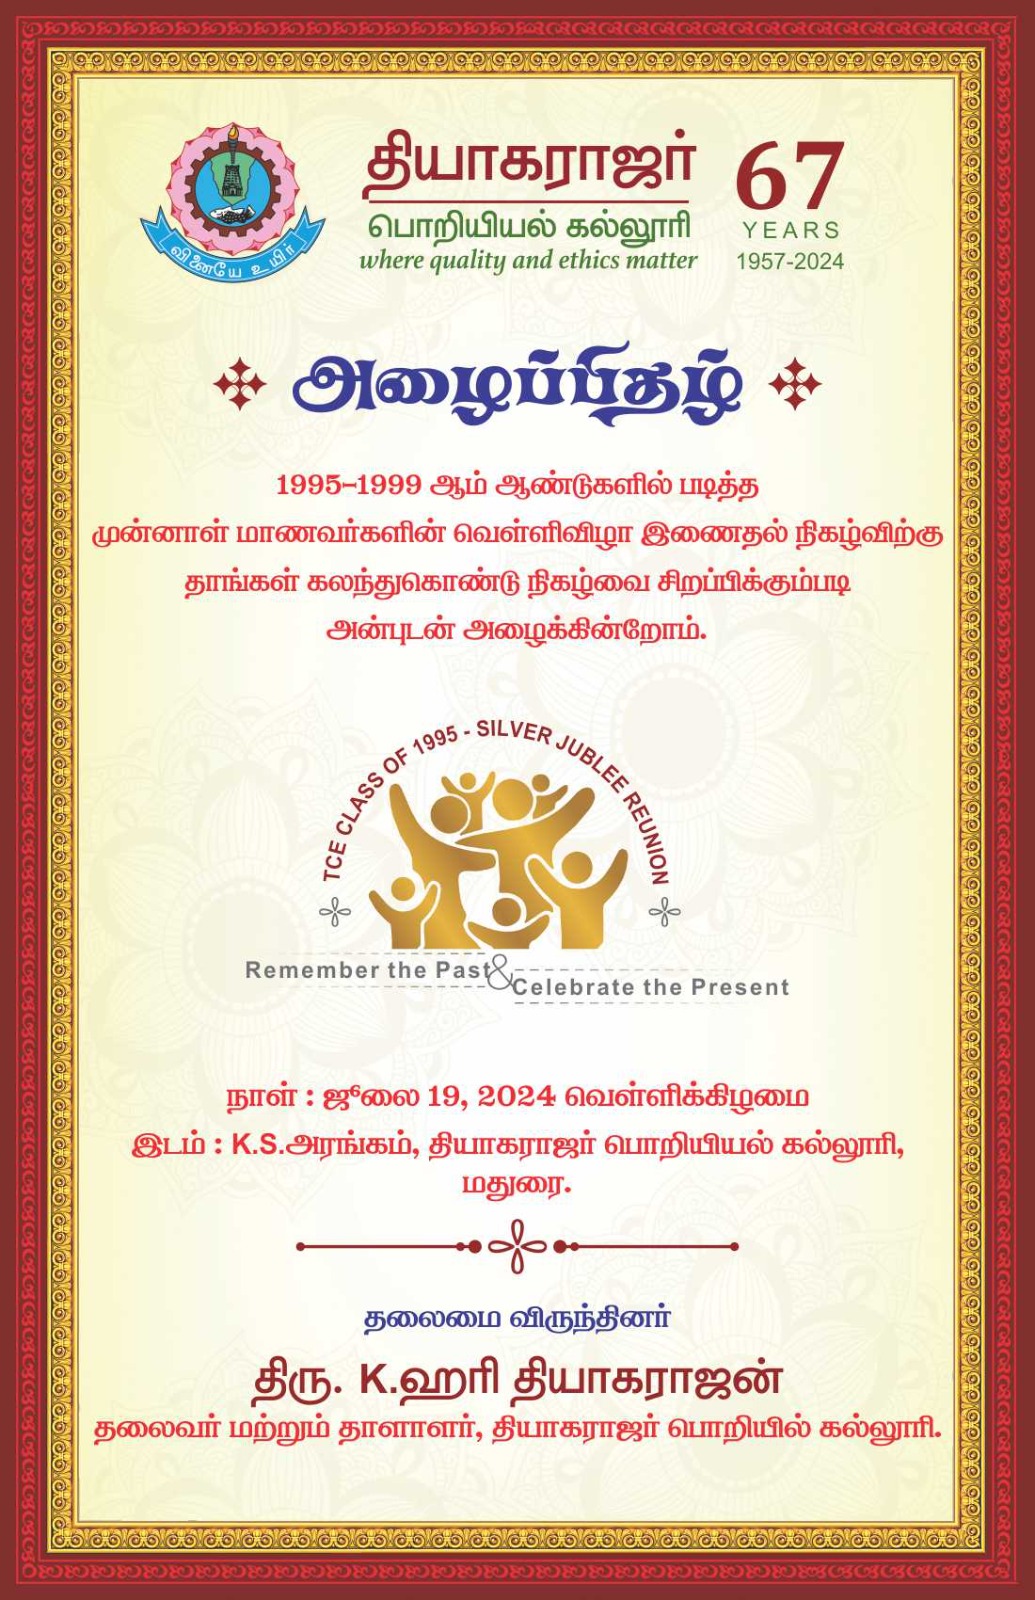 வினையே உயிர்
தியாகராஜர்
பொறியியல் கல்லூரி
where quality and ethics matter
67
YEARS
1957-2024
அழைப்பிதழ்
1995–1999 ஆம் ஆண்டுகளில் படித்த
முன்னாள் மாணவர்களின் வெள்ளிவிழா இணைதல் நிகழ்விற்கு
தாங்கள் கலந்துகொண்டு நிகழ்வை சிறப்பிக்கும்படி
அன்புடன் அழைக்கின்றோம்.
TCE CLASS OF 1995 - SILVER JUBLEE REUNION
Remember the Past
&
Celebrate the Present
நாள் : ஜூலை 19, 2024 வெள்ளிக்கிழமை
இடம் : K.S.அரங்கம், தியாகராஜர் பொறியியல் கல்லூரி,
மதுரை.
தலைமை விருந்தினர்
திரு. K.ஹரி தியாகராஜன்
தலைவர் மற்றும் தாளாளர், தியாகராஜர் பொறியில் கல்லூரி.